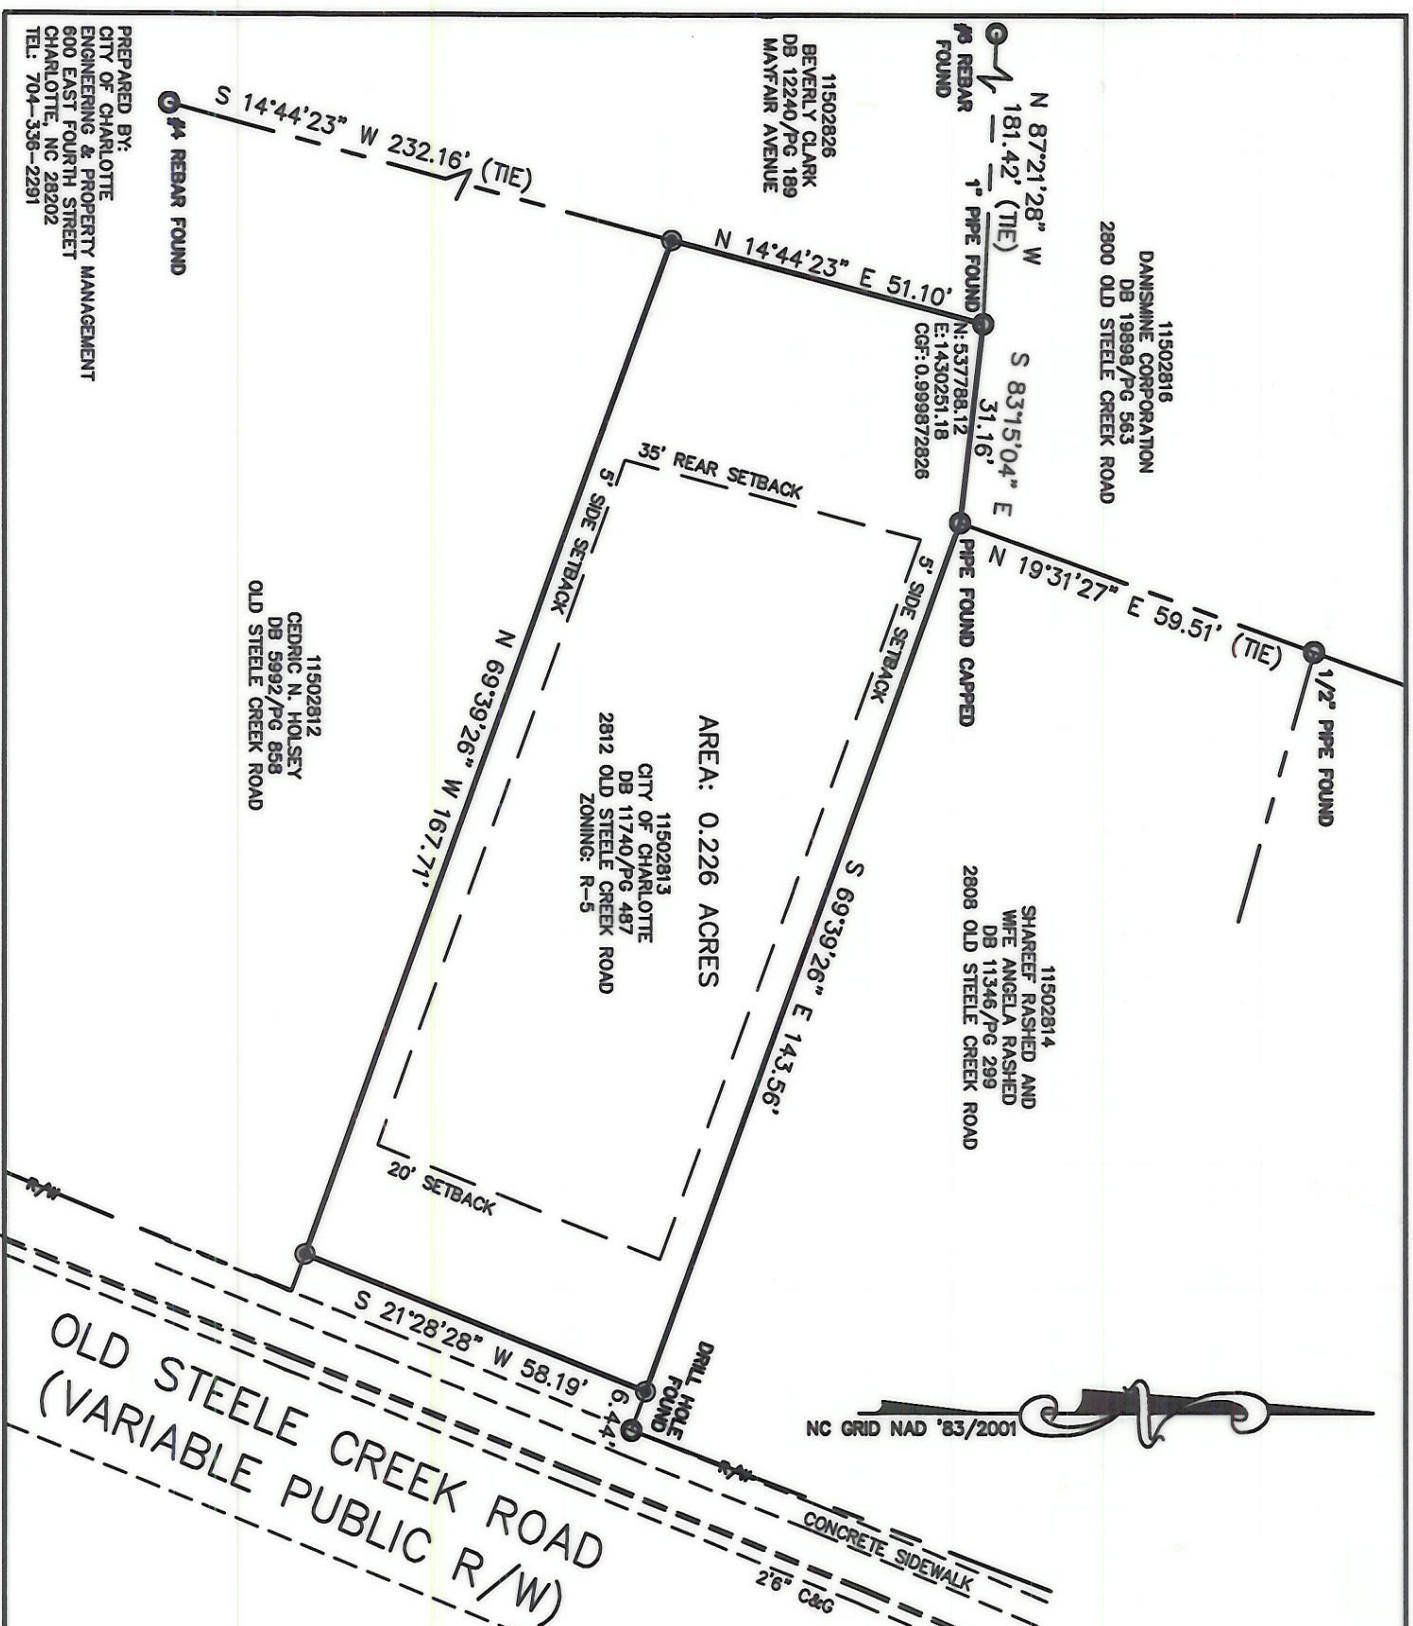 N 87°21'28" W
181.42' (TIE)
#5 REBAR
FOUND
1" PIPE FOUND
11502816
DANISMINE CORPORATION
DB 19898/PG 563
2800 OLD STEELE CREEK ROAD
11502826
BEVERLY CLARK
DB 12240/PG 189
MAYFAIR AVENUE
S 14°44'23" W 232.16' (TIE)
#4 REBAR FOUND
PREPARED BY:
CITY OF CHARLOTTE
ENGINEERING & PROPERTY MANAGEMENT
600 EAST FOURTH STREET
CHARLOTTE, NC 28202
TEL: 704-336-2291
N 14°44'23" E 51.10'
N:537788.12
E:1430251.18
CGF:0.999872826
S 83°15'04" E
31.16'
PIPE FOUND CAPPED
N 19°31'27" E 59.51' (TIE)
1/2" PIPE FOUND
35' REAR SETBACK
5' SIDE SETBACK
5' SIDE SETBACK
N 69°39'26" W 167.71'
S 69°39'26" E 143.56'
AREA: 0.226 ACRES
11502813
CITY OF CHARLOTTE
DB 11740/PG 487
2812 OLD STEELE CREEK ROAD
ZONING: R-5
11502812
CEDRIC N. HOLSEY
DB 5992/PG 858
OLD STEELE CREEK ROAD
11502814
SHAREEF RASHED AND
WIFE ANGELA RASHED
DB 11346/PG 299
2808 OLD STEELE CREEK ROAD
20' SETBACK
R/W
S 21°28'28" W 58.19'
6.44'
DRILL HOLE
FOUND
R/W
NC GRID NAD '83/2001
CONCRETE SIDEWALK
2'6" C&G
OLD STEELE CREEK ROAD
(VARIABLE PUBLIC R/W)